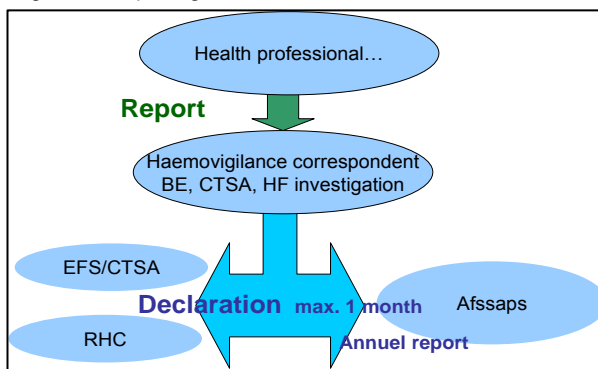 Health professional…
Report
Haemovigilance correspondent
BE, CTSA, HF investigation
EFS/CTSA
Declaration max. 1 month
Afssaps
RHC
Annuel report